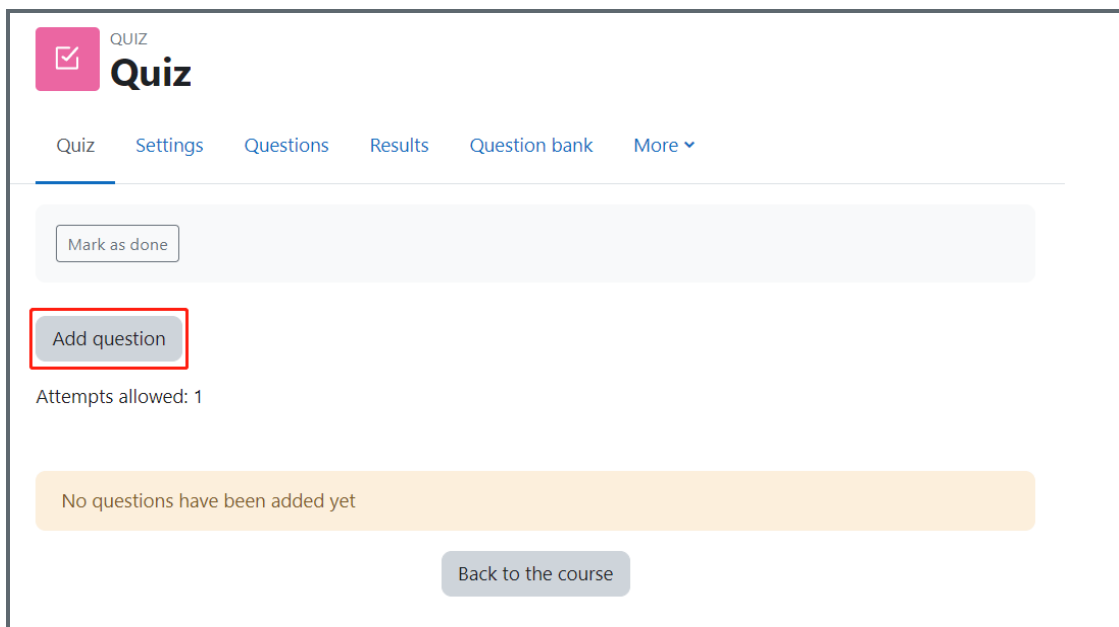 QUIZ
Quiz
Quiz Settings Questions Results Question bank More
Mark as done
Add question
Attempts allowed: 1
No questions have been added yet
Back to the course